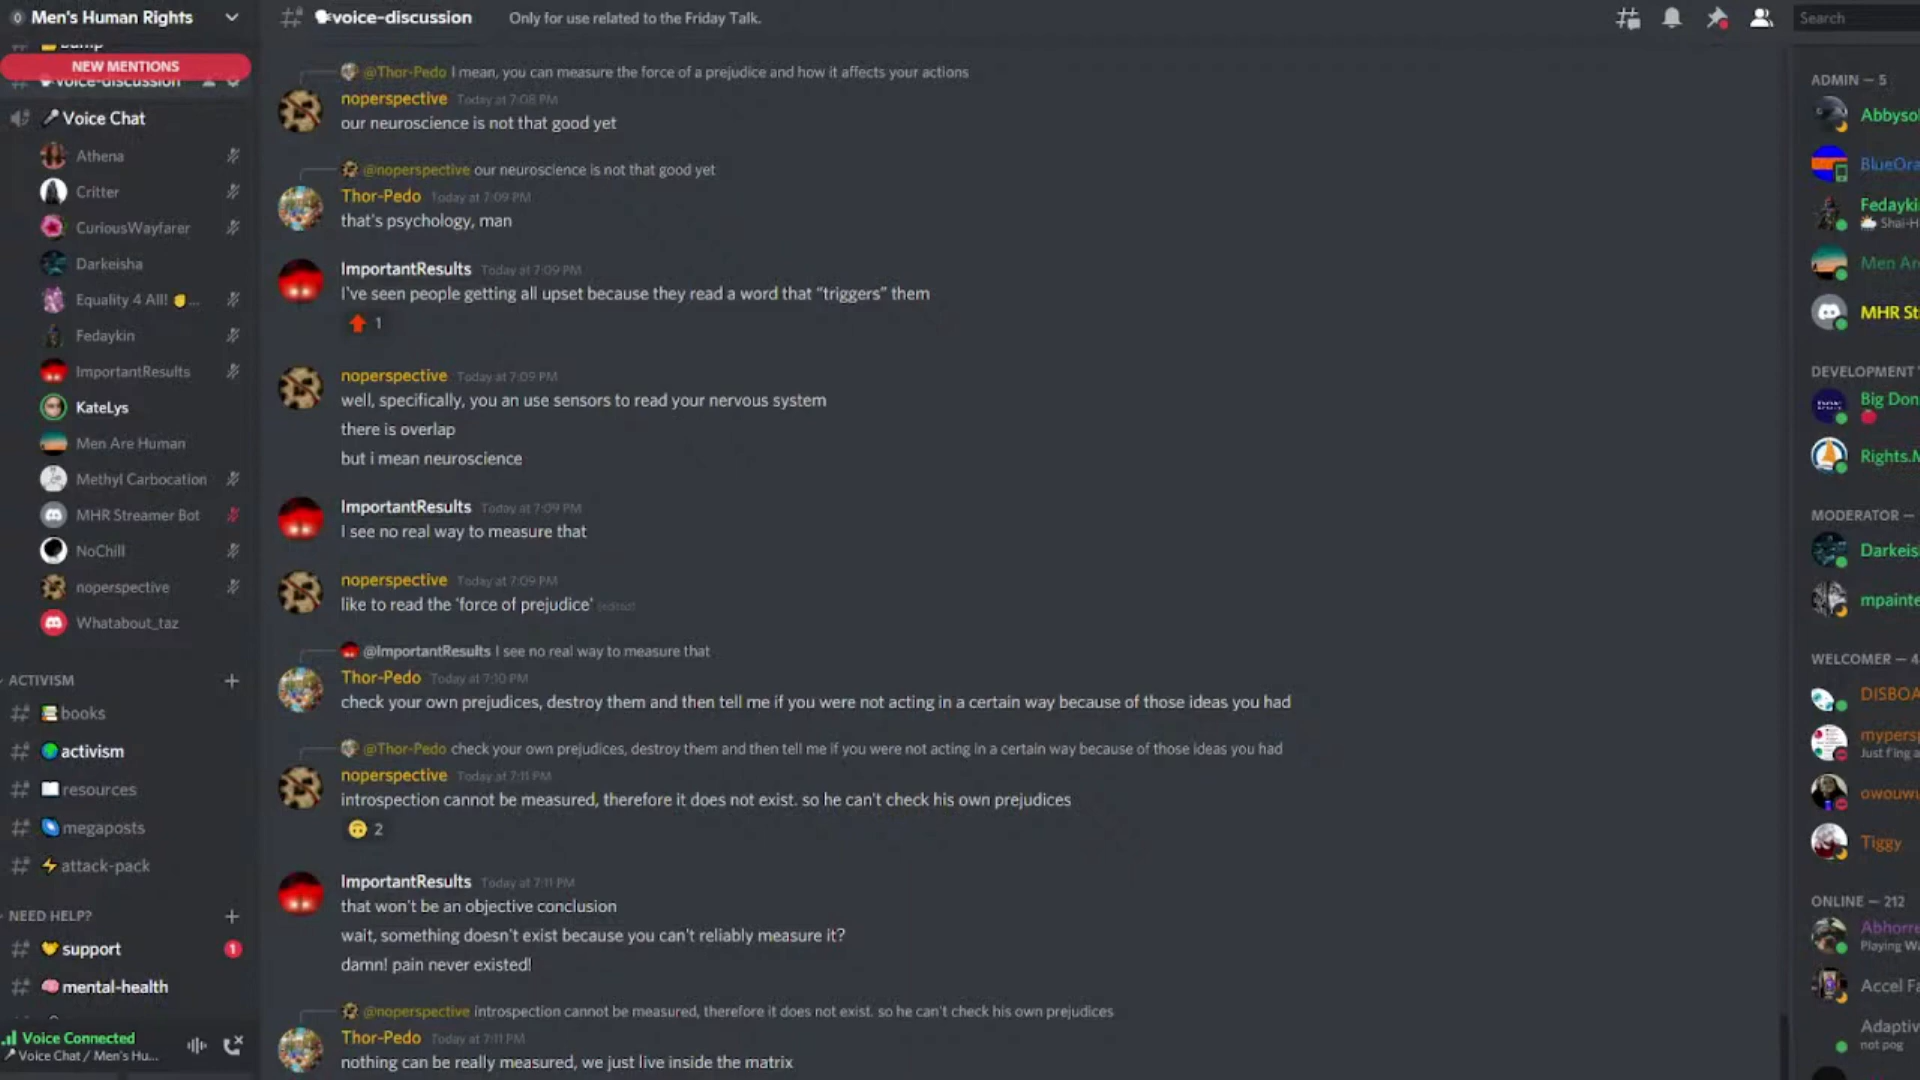 Men's Human Rights
NEW MENTIONS
voice-discussion
Voice Chat
Athena
Critter
CuriousWayfarer
Darkeisha
Equality 4 All! ✊...
Fedaykin
ImportantResults
KateLys
Men Are Human
Methyl Carbocation
MHR Streamer Bot
NoChill
noperspective
Whatabout_taz
ACTIVISM
books
activism
resources
megaposts
attack-pack
NEED HELP?
support 1
mental-health
Voice Connected
Voice Chat / Men's Hu...
voice-discussion Only for use related to the Friday Talk.
Search
@Thor-Pedo I mean, you can measure the force of a prejudice and how it affects your actions
noperspective Today at 7:08 PM
our neuroscience is not that good yet
@noperspective our neuroscience is not that good yet
Thor-Pedo Today at 7:09 PM
that's psychology, man
ImportantResults Today at 7:09 PM
I've seen people getting all upset because they read a word that “triggers” them
1
noperspective Today at 7:09 PM
well, specifically, you an use sensors to read your nervous system
there is overlap
but i mean neuroscience
ImportantResults Today at 7:09 PM
I see no real way to measure that
noperspective Today at 7:09 PM
like to read the 'force of prejudice' (edited)
@ImportantResults I see no real way to measure that
Thor-Pedo Today at 7:10 PM
check your own prejudices, destroy them and then tell me if you were not acting in a certain way because of those ideas you had
@Thor-Pedo check your own prejudices, destroy them and then tell me if you were not acting in a certain way because of those ideas you had
noperspective Today at 7:11 PM
introspection cannot be measured, therefore it does not exist. so he can't check his own prejudices
2
ImportantResults Today at 7:11 PM
that won't be an objective conclusion
wait, something doesn't exist because you can't reliably measure it?
damn! pain never existed!
@noperspective introspection cannot be measured, therefore it does not exist. so he can't check his own prejudices
Thor-Pedo Today at 7:11 PM
nothing can be really measured, we just live inside the matrix
ADMIN — 5
Abbysol
BlueOra
Fedayki
Shai-H
Men Are
MHR St
DEVELOPMENT
Big Don
Rights.M
MODERATOR —
Darkeis
mpainte
WELCOMER — 4
DISBOA
mypersp
Just f'ing a
owouwu
Tiggy
ONLINE — 212
Abhorre
Playing Wa
Accel Fa
Adaptiv
not pog